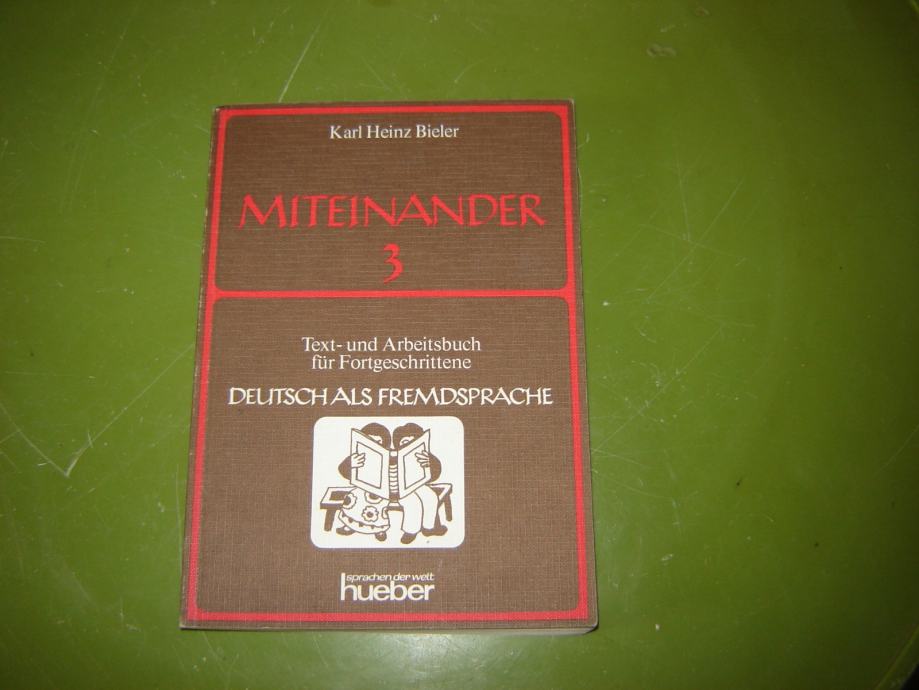 Karl Heinz Bieler
MITEINANDER
3
Text- und Arbeitsbuch
für Fortgeschrittene
DEUTSCH ALS FREMDSPRACHE
sprachen der welt
hueber